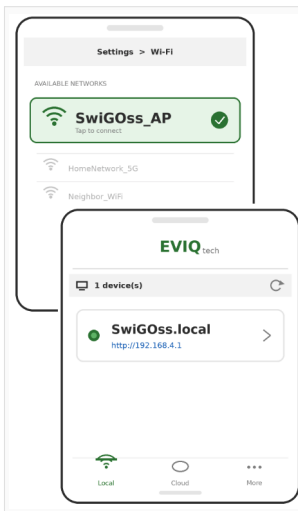 Settings > Wi-Fi
AVAILABLE NETWORKS
SwiGOss_AP
Tap to connect
HomeNetwork_5G
Neighbor_WiFi
EVIQ tech
1 device(s)
SwiGOss.local
http://192.168.4.1
Local Cloud More